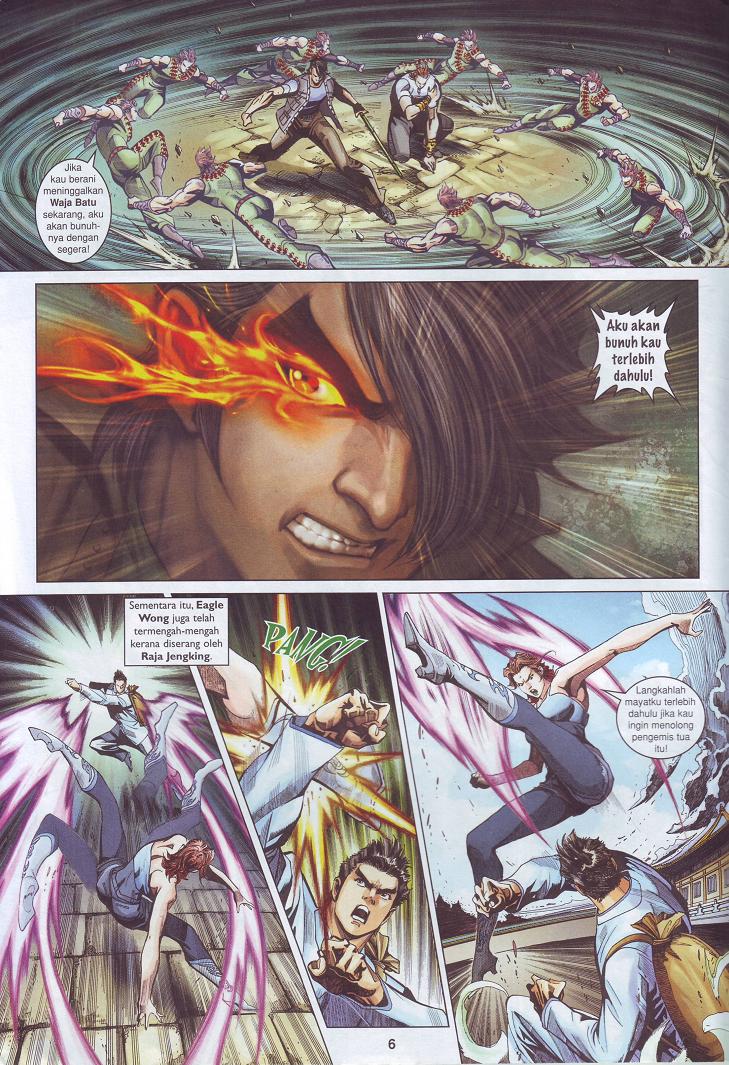 Jika
kau berani
meninggalkan
Waja Batu
sekarang, aku
akan bunuh-
nya dengan
segera!
Aku akan
bunuh kau
terlebih
dahulu!
Sementara itu, Eagle
Wong juga telah
termengah-mengah
kerana diserang oleh
Raja Jengking.
PANG!
Langkahlah
mayatku terlebih
dahulu jika kau
ingin menolong
pengemis tua
itu!
6